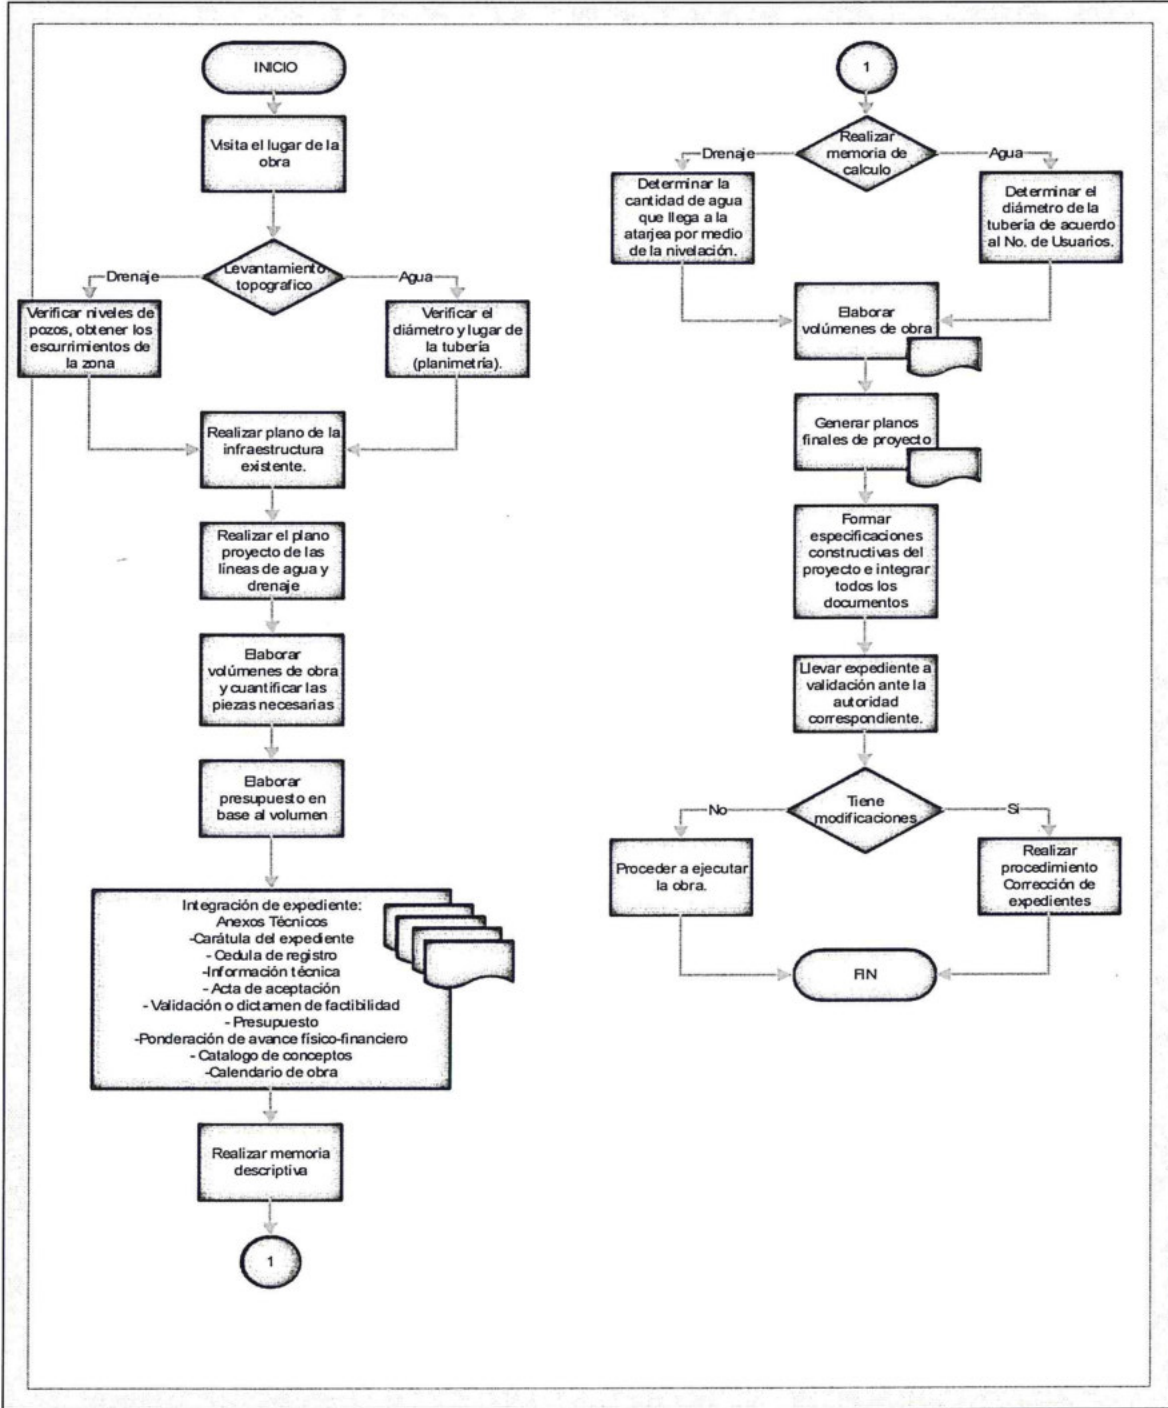 INICIO
Visita el lugar de la
obra
Levantamiento
topografico
Drenaje
Agua
Verificar niveles de
pozos, obtener los
escurrimientos de
la zona
Verificar el
diámetro y lugar de
la tubería
(planimetría).
Realizar plano de la
infraestructura
existente.
Realizar el plano
proyecto de las
líneas de agua y
drenaje
Elaborar
volúmenes de obra
y cuantificar las
piezas necesarias
Elaborar
presupuesto en
base al volumen
Integración de expediente:
Anexos Técnicos
-Carátula del expediente
- Cedula de registro
-Información técnica
- Acta de aceptación
- Validación o dictamen de factibilidad
- Presupuesto
-Ponderación de avance físico-financiero
- Catalogo de conceptos
-Calendario de obra
Realizar memoria
descriptiva
1
1
Realizar
memoria de
calculo
Drenaje
Agua
Determinar la
cantidad de agua
que llega a la
atarjea por medio
de la nivelación.
Determinar el
diámetro de la
tubería de acuerdo
al No. de Usuarios.
Elaborar
volúmenes de obra
Generar planos
finales de proyecto
Formar
especificaciones
constructivas del
proyecto e integrar
todos los
documentos
Llevar expediente a
validación ante la
autoridad
correspondiente.
Tiene
modificaciones
No
Si
Proceder a ejecutar
la obra.
Realizar
procedimiento
Corrección de
expedientes
FIN